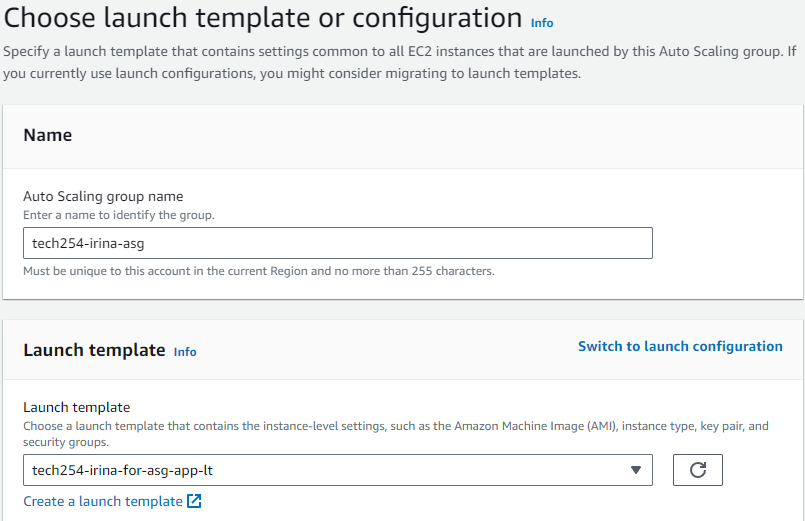 Choose launch template or configuration Info
Specify a launch template that contains settings common to all EC2 instances that are launched by this Auto Scaling group. If
you currently use launch configurations, you might consider migrating to launch templates.
Name
Auto Scaling group name
Enter a name to identify the group.
tech254-irina-asg
Must be unique to this account in the current Region and no more than 255 characters.
Launch template Info
Switch to launch configuration
Launch template
Choose a launch template that contains the instance-level settings, such as the Amazon Machine Image (AMI), instance type, key pair, and
security groups.
tech254-irina-for-asg-app-lt
Create a launch template